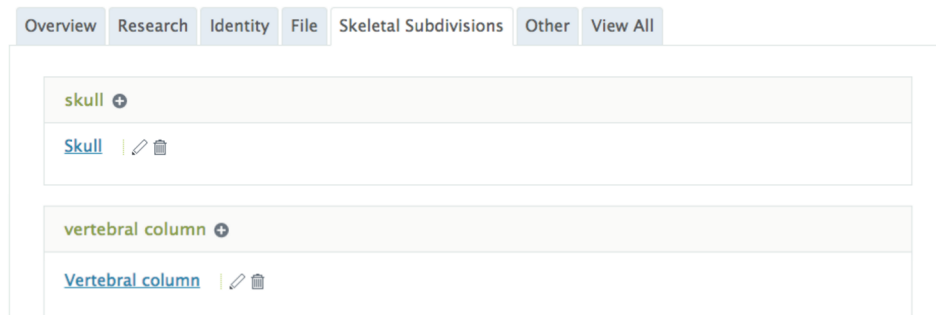 Overview Research Identity File Skeletal Subdivisions Other View All
skull
Skull
vertebral column
Vertebral column